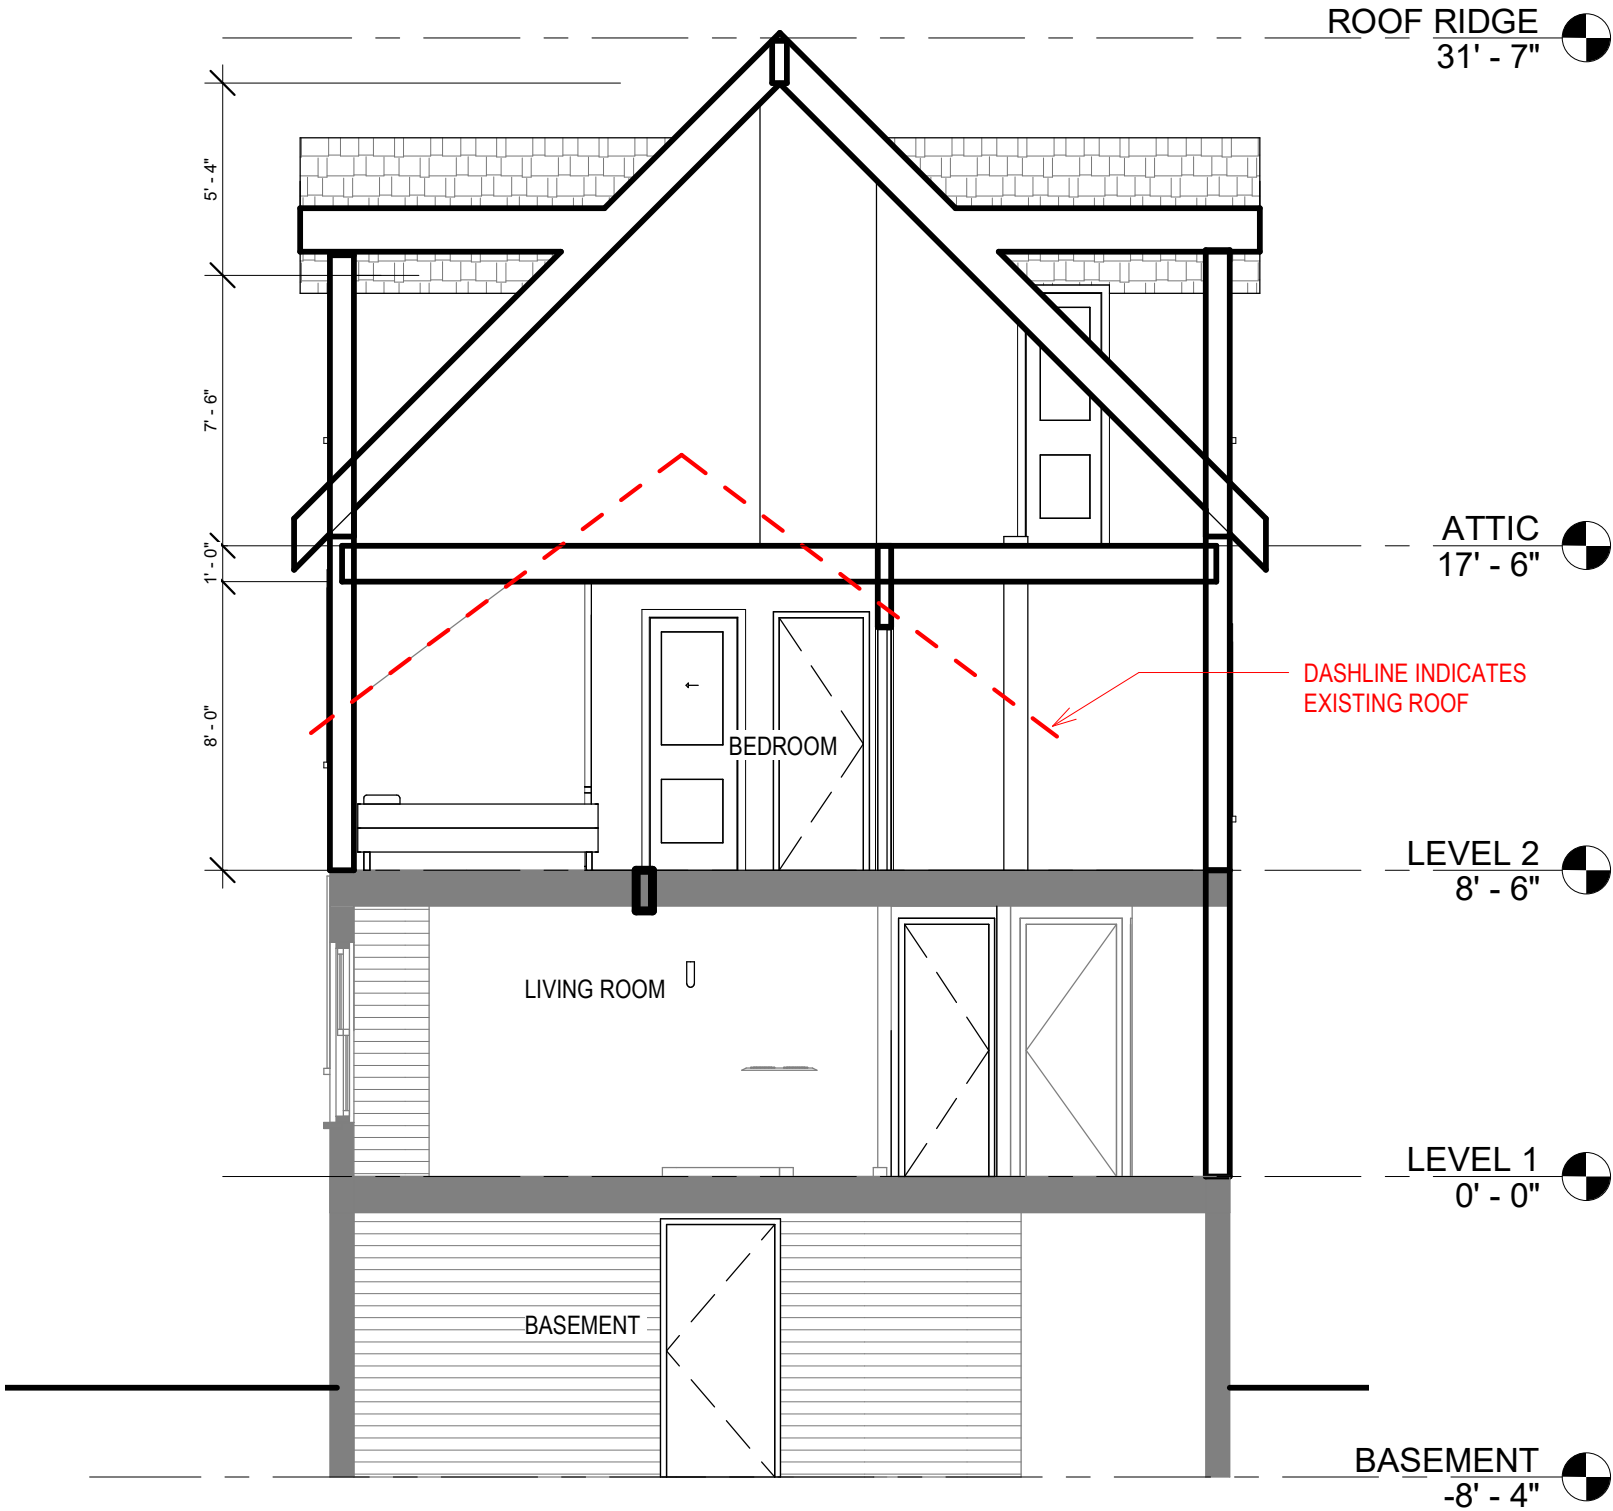 ROOF RIDGE
31' - 7"
5' - 4"
7' - 6"
ATTIC
17' - 6"
1' - 0"
DASHLINE INDICATES
EXISTING ROOF
8' - 0"
BEDROOM
LEVEL 2
8' - 6"
LIVING ROOM
LEVEL 1
0' - 0"
BASEMENT
BASEMENT
-8' - 4"